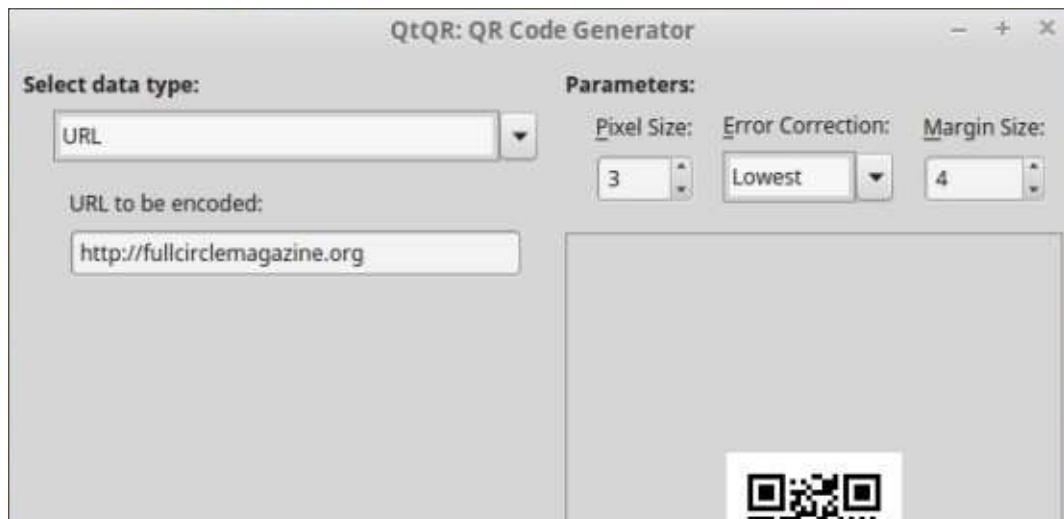 QtQR: QR Code Generator
Select data type:
URL
URL to be encoded:
http://fullcirclemagazine.org
Parameters:
Pixel Size: Error Correction: Margin Size:
3 Lowest 4